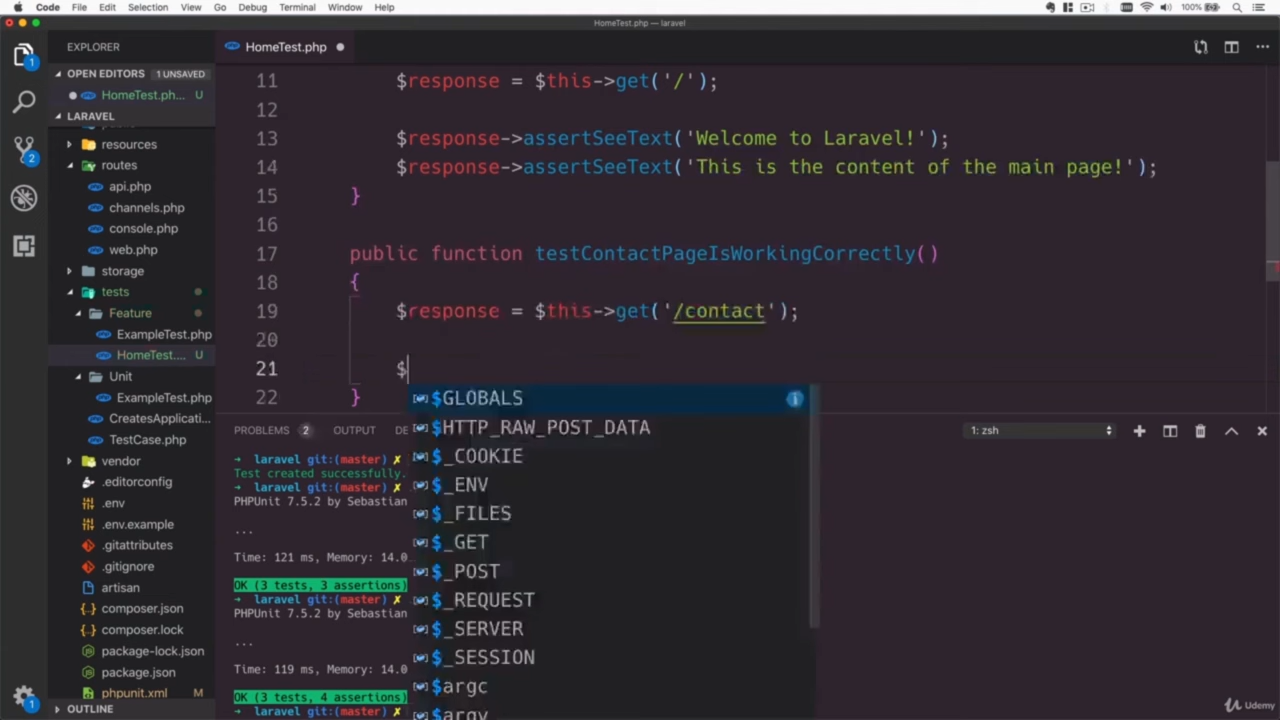 Code File Edit Selection View Go Debug Terminal Window Help 100%
HomeTest.php — laravel
EXPLORER
OPEN EDITORS 1 UNSAVED
HomeTest.ph... U
LARAVEL
resources
routes
api.php
channels.php
console.php
web.php
storage
tests
Feature
ExampleTest.php
HomeTest.... U
Unit
ExampleTest.php
CreatesApplicati...
TestCase.php
vendor
.editorconfig
.env
.env.example
.gitattributes
.gitignore
artisan
composer.json
composer.lock
package-lock.json
package.json
phpunit.xml M
OUTLINE
1
2
1
HomeTest.php
11 $response = $this->get('/');
12
13 $response->assertSeeText('Welcome to Laravel!');
14 $response->assertSeeText('This is the content of the main page!');
15 }
16
17 public function testContactPageIsWorkingCorrectly()
18 {
19 $response = $this->get('/contact');
20
21 $
22 }
$GLOBALS
$HTTP_RAW_POST_DATA
$_COOKIE
$_ENV
$_FILES
$_GET
$_POST
$_REQUEST
$_SERVER
$_SESSION
$argc
$argv
PROBLEMS 2 OUTPUT DE 1: zsh
→ laravel git:(master) ✗
Test created successfully.
→ laravel git:(master) ✗
PHPUnit 7.5.2 by Sebastian
...
Time: 121 ms, Memory: 14.0
OK (3 tests, 3 assertions)
→ laravel git:(master) ✗
PHPUnit 7.5.2 by Sebastian
...
Time: 119 ms, Memory: 14.0
OK (3 tests, 4 assertions)
→ laravel git:(master) ✗
Udemy